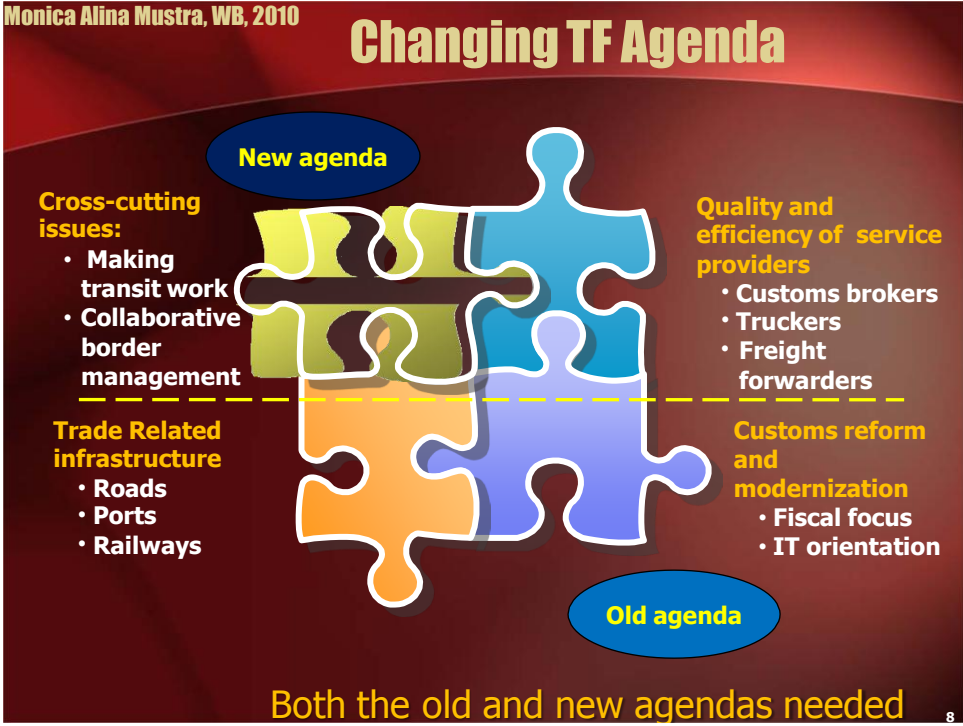 Monica Alina Mustra, WB, 2010
Changing TF Agenda
New agenda
Cross-cutting
issues:
• Making
transit work
• Collaborative
border
management
Quality and
efficiency of service
providers
• Customs brokers
• Truckers
• Freight
forwarders
Trade Related
infrastructure
• Roads
• Ports
• Railways
Customs reform
and
modernization
• Fiscal focus
• IT orientation
Old agenda
Both the old and new agendas needed
8